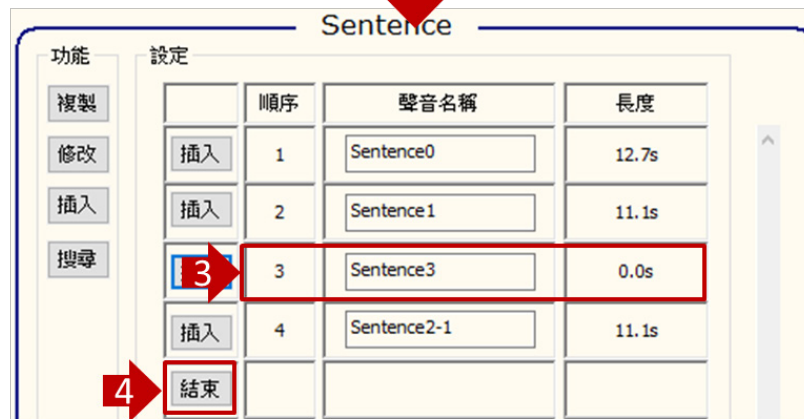 Sentence
功能 設定
複製 順序 聲音名稱 長度
修改 插入 1 Sentence0 12.7s
插入 插入 2 Sentence1 11.1s
搜尋 3 3 Sentence3 0.0s
插入 4 Sentence2-1 11.1s
4 結束